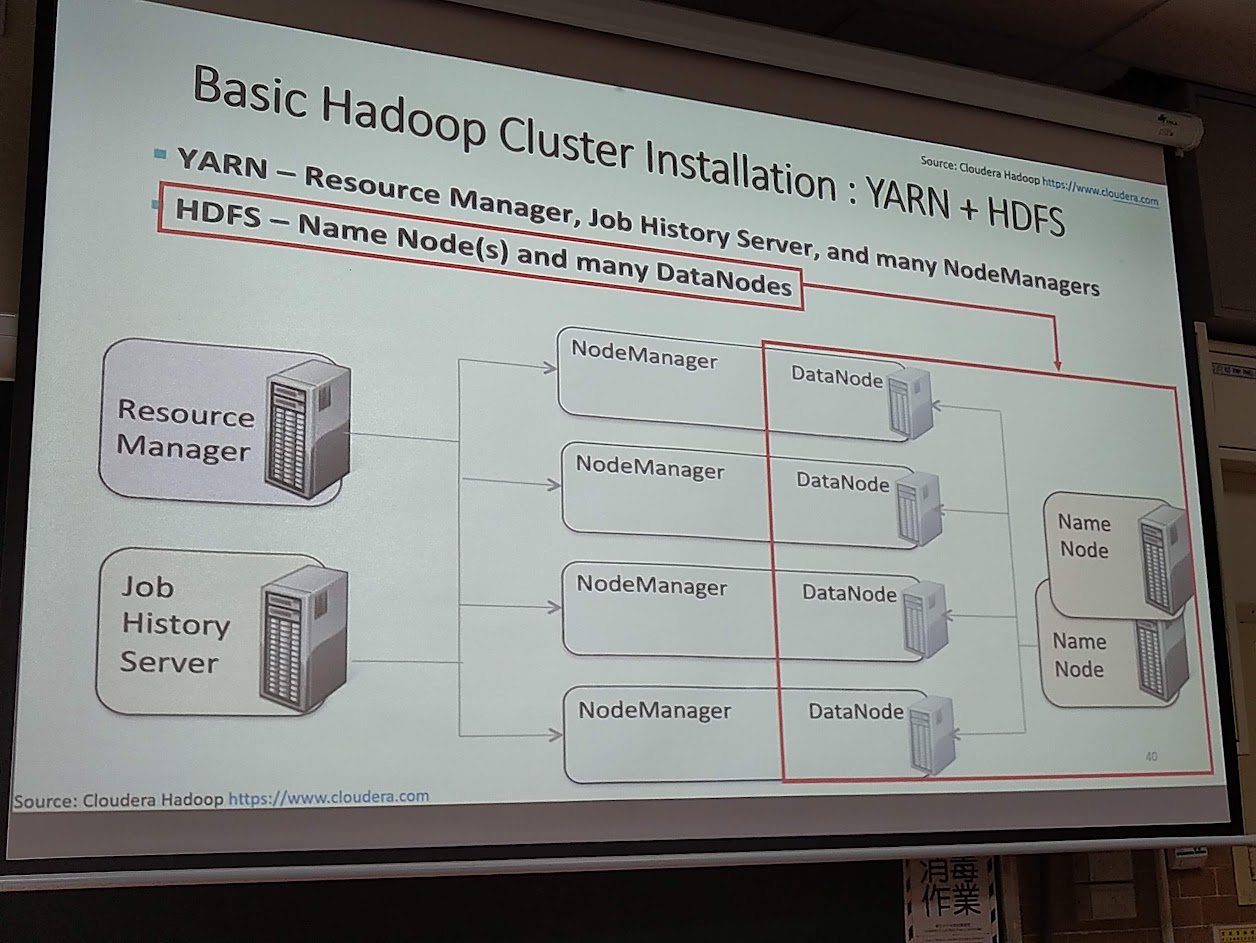 Basic Hadoop Cluster Installation : YARN + HDFS
Source: Cloudera Hadoop https://www.cloudera.com
YARN – Resource Manager, Job History Server, and many NodeManagers
HDFS – Name Node(s) and many DataNodes
Resource
Manager
Job
History
Server
NodeManager
DataNode
NodeManager
DataNode
NodeManager
DataNode
NodeManager
DataNode
Name
Node
Name
Node
40
Source: Cloudera Hadoop https://www.cloudera.com
消毒
作業